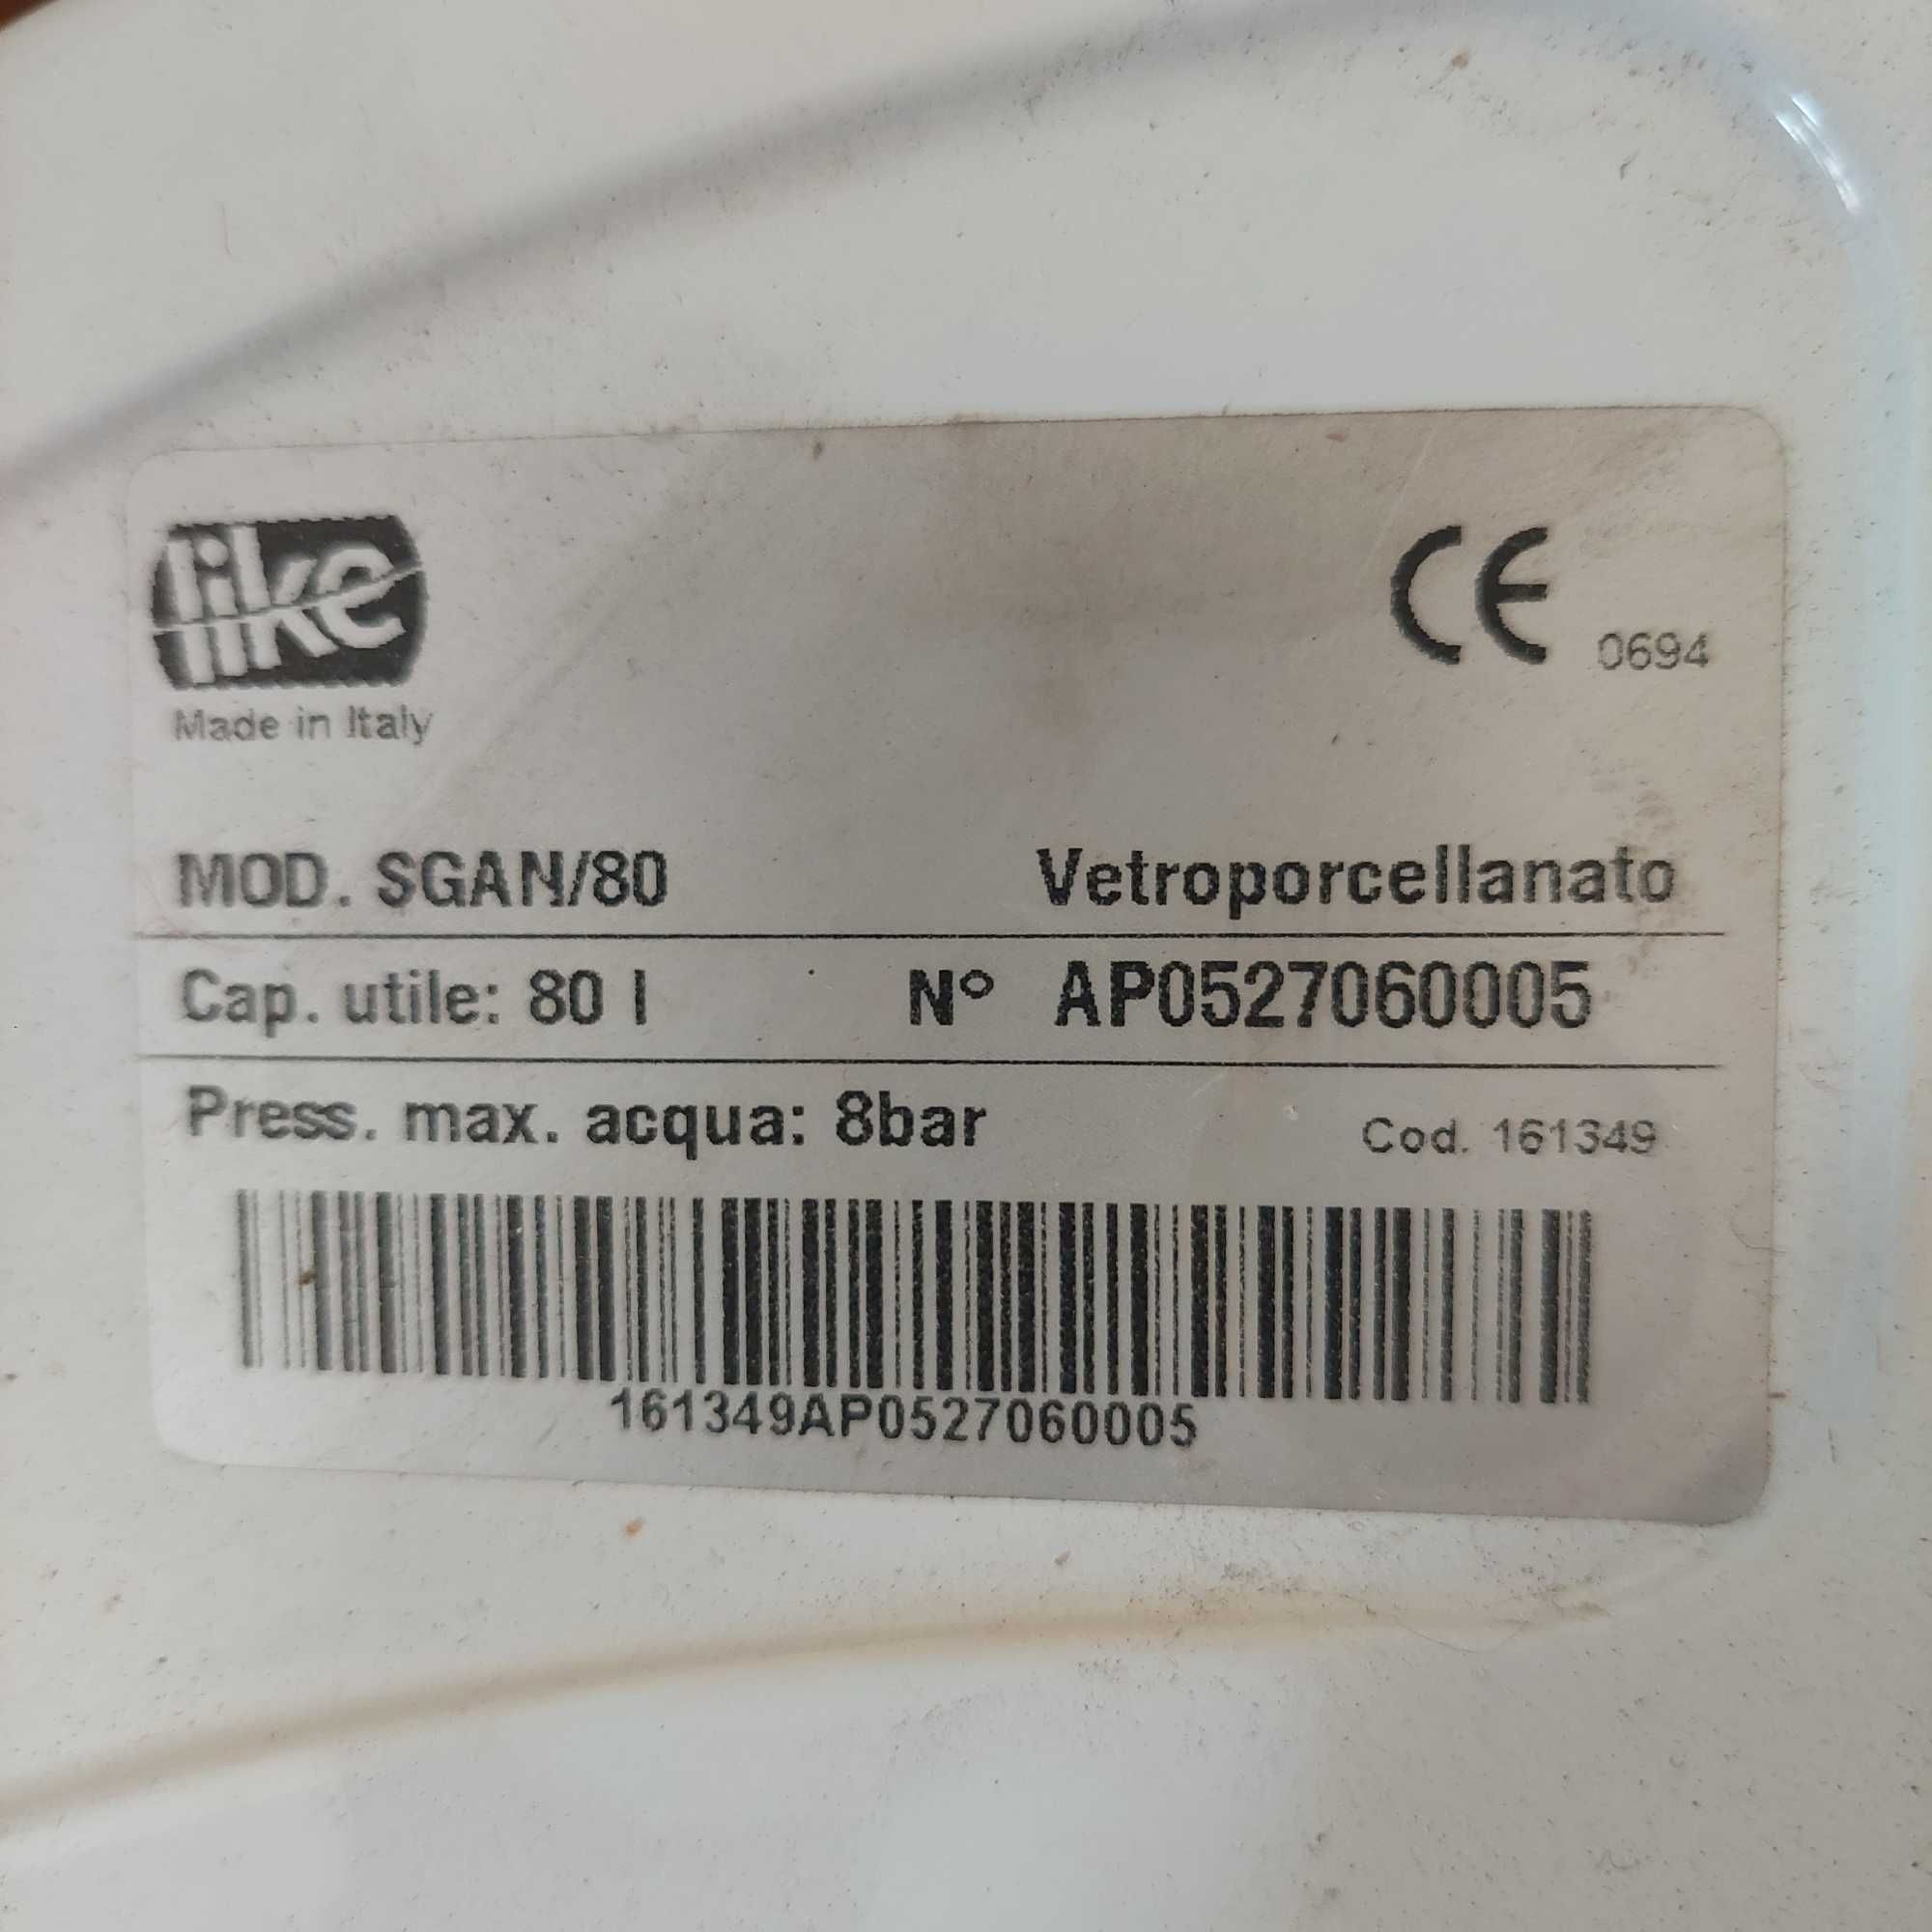 like
Made in Italy
CE 0694
MOD. SGAN/80 Vetroporcellanato
Cap. utile: 80 l N° AP0527060005
Press. max. acqua: 8bar Cod. 161349
161349AP0527060005